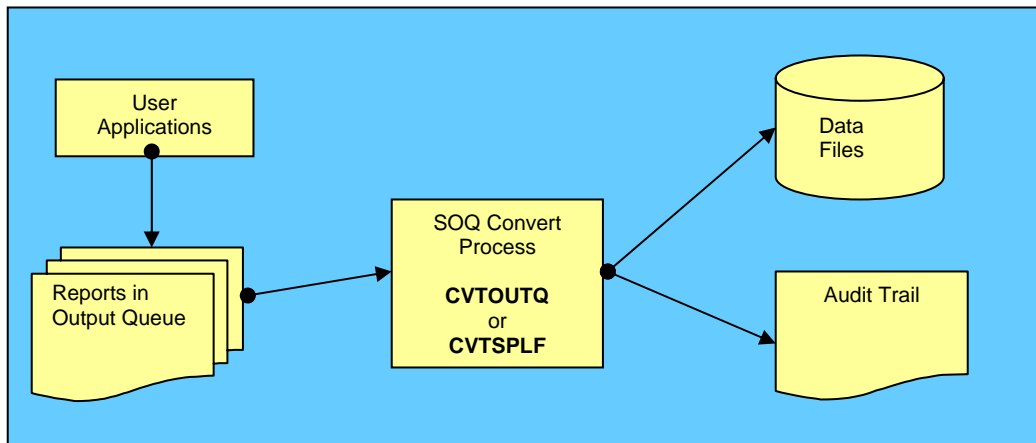 User
Applications
Reports in
Output Queue
SOQ Convert
Process
CVTOUTQ
or
CVTSPLF
Data
Files
Audit Trail